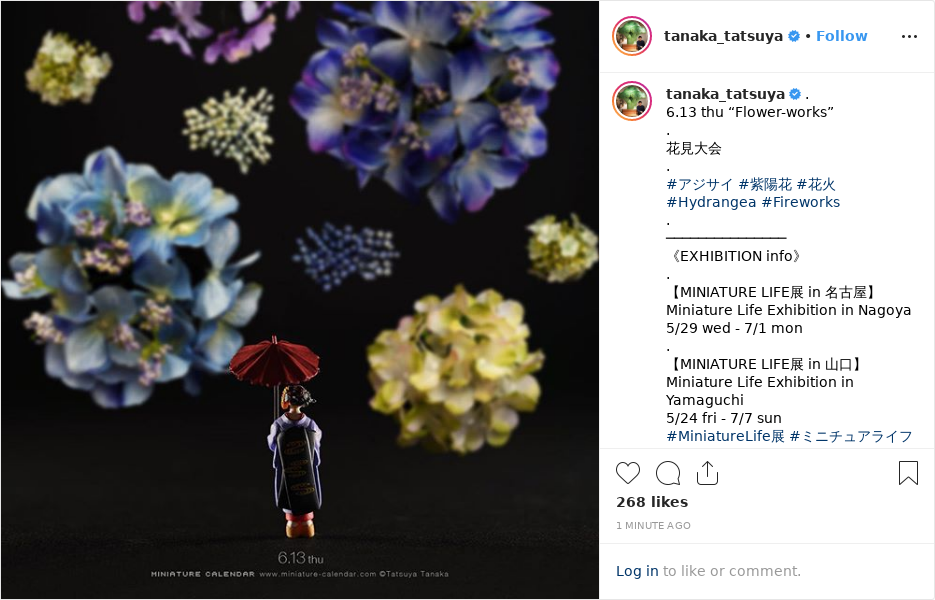 6.13 thu
MINIATURE CALENDAR www.miniature-calendar.com ©Tatsuya Tanaka
tanaka_tatsuya • Follow
tanaka_tatsuya .
6.13 thu “Flower-works”
.
花見大会
.
#アジサイ #紫陽花 #花火
#Hydrangea #Fireworks
.
───────────────
《EXHIBITION info》
.
【MINIATURE LIFE展 in 名古屋】
Miniature Life Exhibition in Nagoya
5/29 wed - 7/1 mon
.
【MINIATURE LIFE展 in 山口】
Miniature Life Exhibition in
Yamaguchi
5/24 fri - 7/7 sun
#MiniatureLife展 #ミニチュアライフ
268 likes
1 MINUTE AGO
Log in to like or comment.